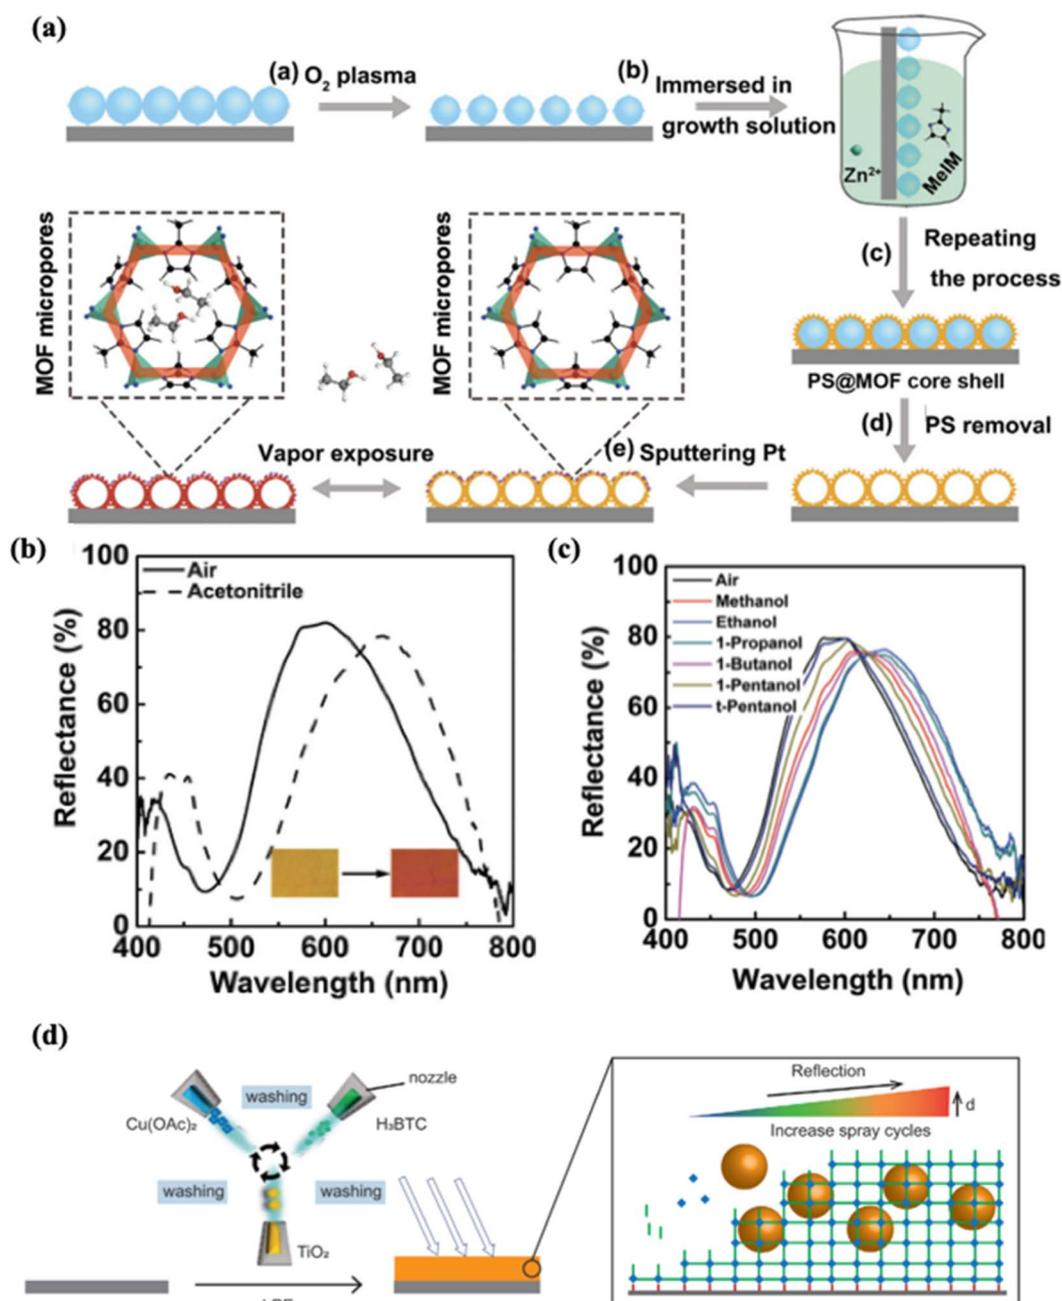 (a)
(a) O₂ plasma
(b) Immersed in
growth solution
Zn²⁺
MeIM
(c) Repeating
the process
PS@MOF core shell
(d) PS removal
MOF micropores
MOF micropores
Vapor exposure
(e) Sputtering Pt
(b)
100
80
60
40
20
0
Reflectance (%)
Air
Acetonitrile
400 500 600 700 800
Wavelength (nm)
(c)
100
80
60
40
20
0
Reflectance (%)
Air
Methanol
Ethanol
1-Propanol
1-Butanol
1-Pentanol
t-Pentanol
400 500 600 700 800
Wavelength (nm)
(d)
Cu(OAc)₂
washing
nozzle
H₃BTC
washing
washing
TiO₂
Reflection
d
Increase spray cycles